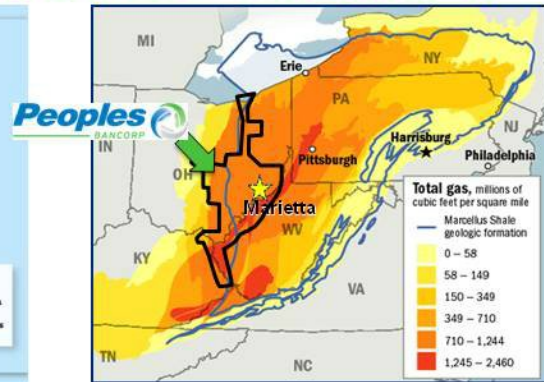 MI
NY
Erie
PA
Peoples
BANCORP
IN
Harrisburg
NJ
Pittsburgh
Philadelphia
OH
Marietta
WV
KY
VA
TN
NC
Total gas, millions of
cubic feet per square mile
Marcellus Shale
geologic formation
0 – 58
58 – 149
150 – 349
349 – 710
710 – 1,244
1,245 – 2,460